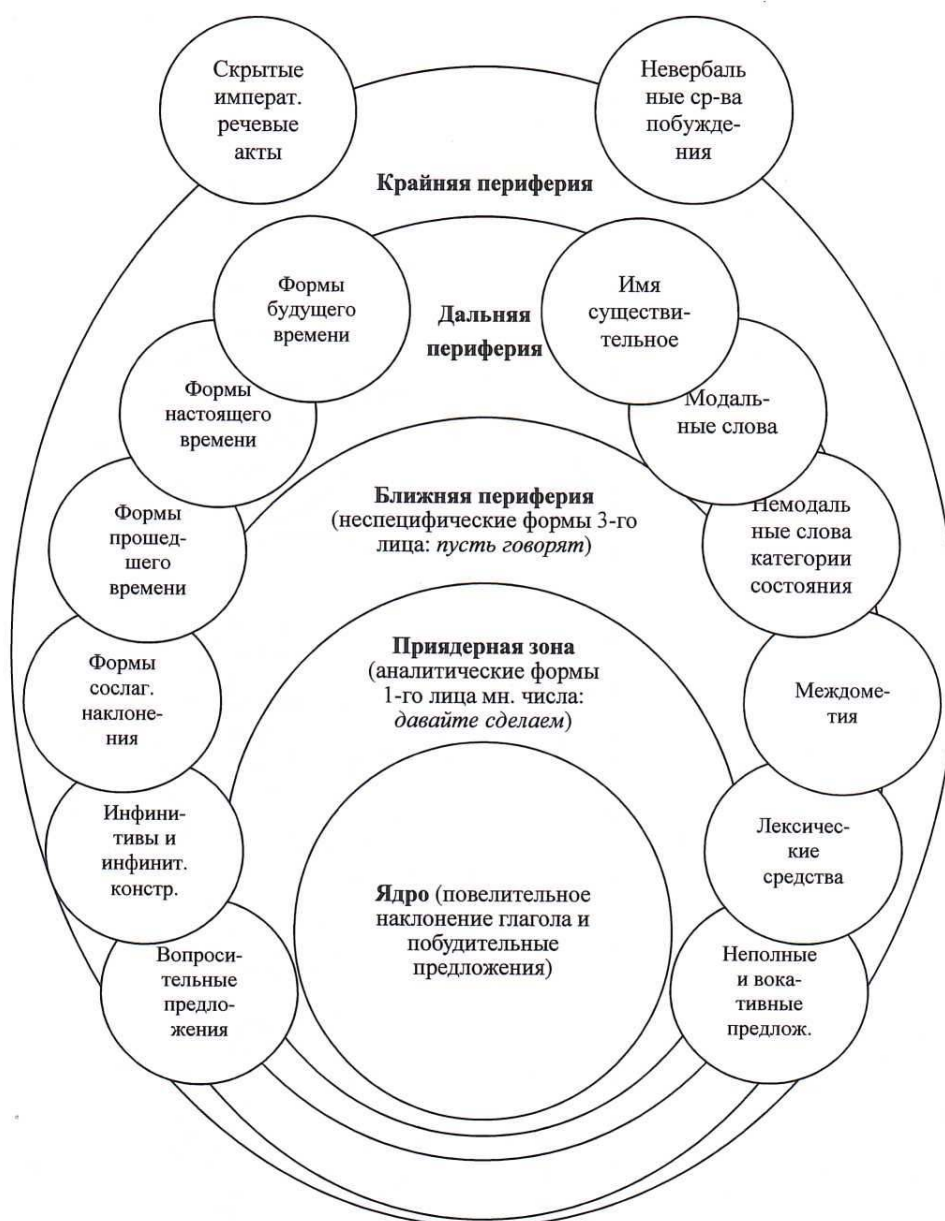 Скрытые
императ.
речевые
акты
Невербаль
ные ср-ва
побужде-
ния
Крайняя периферия
Формы
будущего
времени
Дальняя
периферия
Имя
существи-
тельное
Формы
настоящего
времени
Модаль-
ные слова
Ближняя периферия
(неспецифические формы 3-го
лица: пусть говорят)
Формы
прошед-
шего
времени
Немодаль
ные слова
категории
состояния
Приядерная зона
(аналитические формы
1-го лица мн. числа:
давайте сделаем)
Формы
сослаг.
наклоне-
ния
Междоме-
тия
Инфини-
тивы и
инфинит.
констр.
Лексичес-
кие
средства
Ядро (повелительное
наклонение глагола и
побудительные
предложения)
Вопроси-
тельные
предло-
жения
Неполные
и вока-
тивные
предлож.